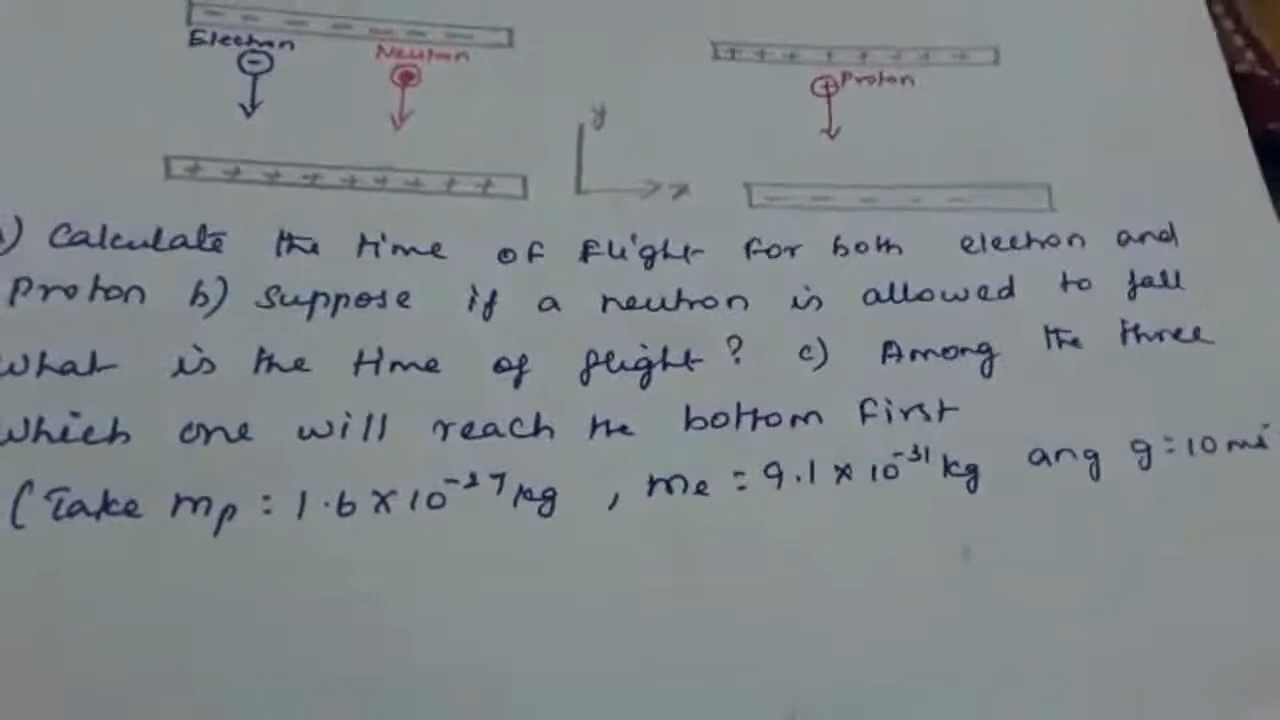 - - - - - - - -
Electron
Neutron
-
+ + + + + + + + +
y
x
+ + + + + + + +
+ Proton
- - - - -
) Calculate the time of flight for both electron and
Proton b) suppose if a neutron is allowed to fall
what is the time of flight? c) Among the three
which one will reach the bottom first
(Take mp = 1.6 × 10⁻²⁷ kg, me = 9.1 × 10⁻³¹ kg ang g = 10 ms